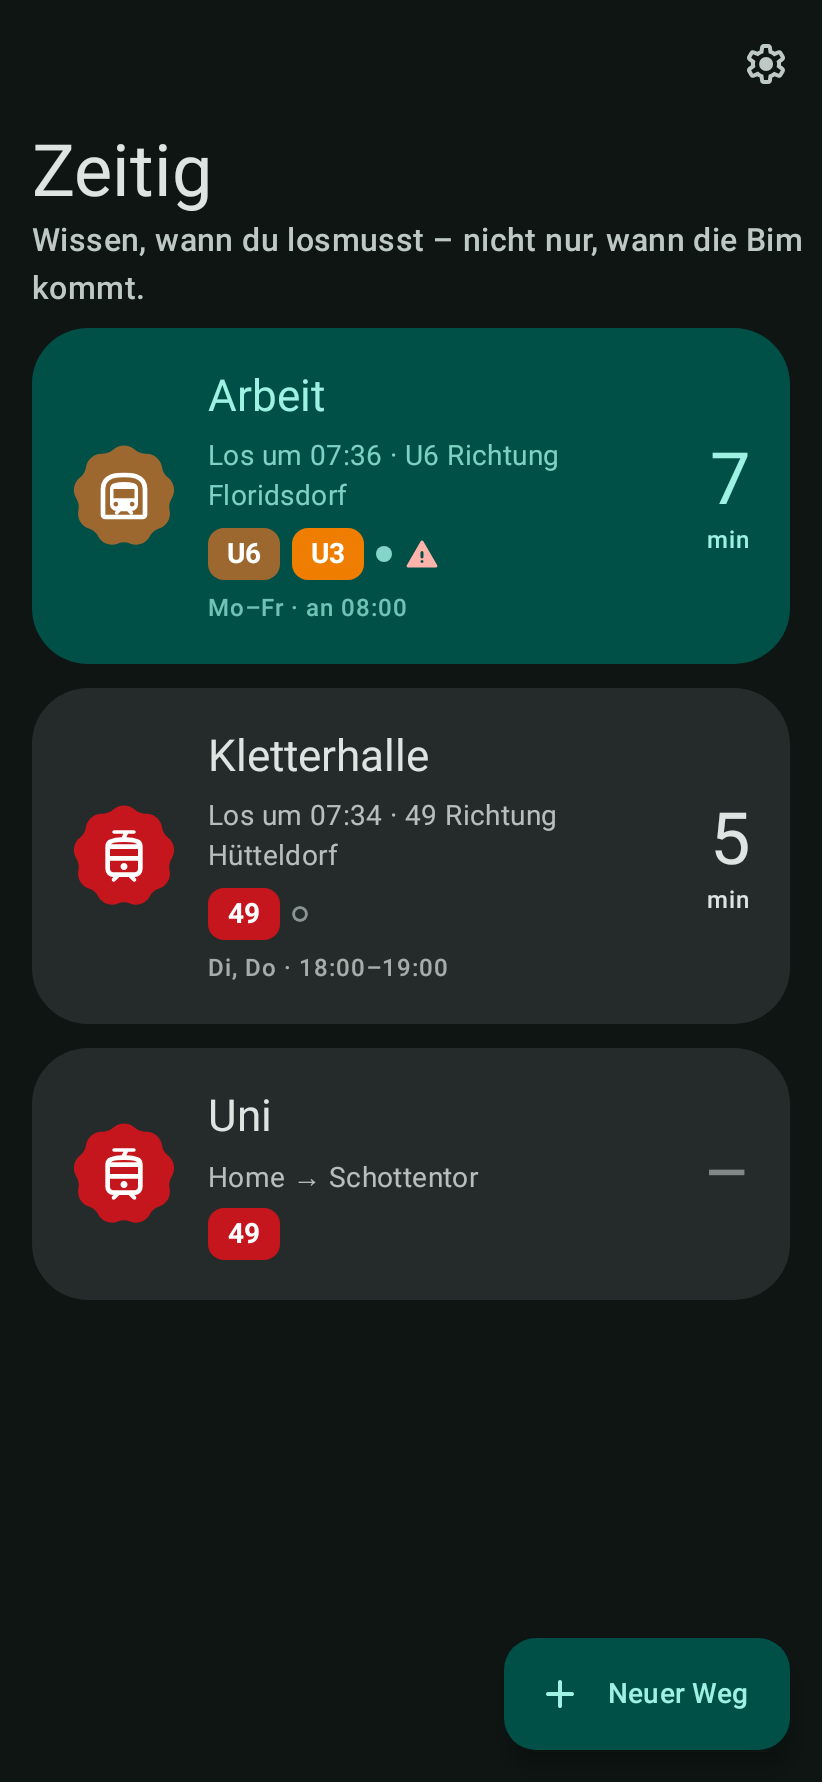 Zeitig
Wissen, wann du losmusst – nicht nur, wann die Bim
kommt.
Arbeit
Los um 07:36 · U6 Richtung
Floridsdorf
7
min
U6 U3
Mo–Fr · an 08:00
Kletterhalle
Los um 07:34 · 49 Richtung
Hütteldorf
5
min
49
Di, Do · 18:00–19:00
Uni
Home → Schottentor
–
49
Neuer Weg